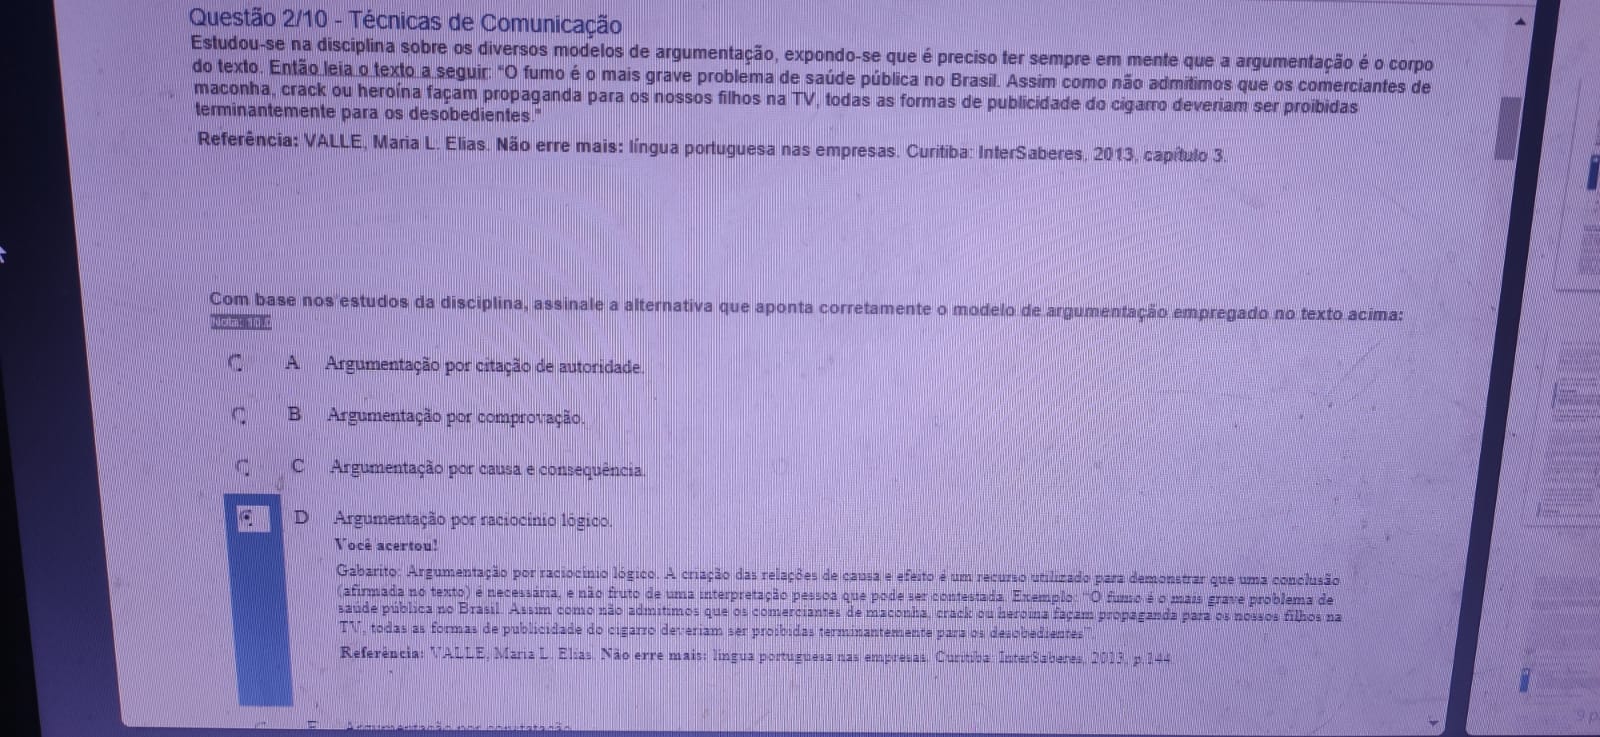 Questão 2/10 - Técnicas de Comunicação
Estudou-se na disciplina sobre os diversos modelos de argumentação, expondo-se que é preciso ter sempre em mente que a argumentação é o corpo
do texto. Então leia o texto a seguir: "O fumo é o mais grave problema de saúde pública no Brasil. Assim como não admitimos que os comerciantes de
maconha, crack ou heroína façam propaganda para os nossos filhos na TV, todas as formas de publicidade do cigarro deveriam ser proibidas
terminantemente para os desobedientes."
Referência: VALLE, Maria L. Elias. Não erre mais: língua portuguesa nas empresas. Curitiba: InterSaberes, 2013, capítulo 3.
Com base nos estudos da disciplina, assinale a alternativa que aponta corretamente o modelo de argumentação empregado no texto acima:
Nota: 10.0
A Argumentação por citação de autoridade.
B Argumentação por comprovação.
C Argumentação por causa e consequência.
D Argumentação por raciocínio lógico.
Você acertou!
Gabarito: Argumentação por raciocínio lógico. A criação das relações de causa e efeito é um recurso utilizado para demonstrar que uma conclusão
(afirmada no texto) é necessária, e não fruto de uma interpretação pessoa que pode ser contestada. Exemplo: "O fumo é o mais grave problema de
saúde pública no Brasil. Assim como não admitimos que os comerciantes de maconha, crack ou heroína façam propaganda para os nossos filhos na
TV, todas as formas de publicidade do cigarro deveriam ser proibidas terminantemente para os desobedientes".
Referência: VALLE, Maria L. Elias. Não erre mais: língua portuguesa nas empresas. Curitiba: InterSaberes, 2013, p.144
E Argumentação por